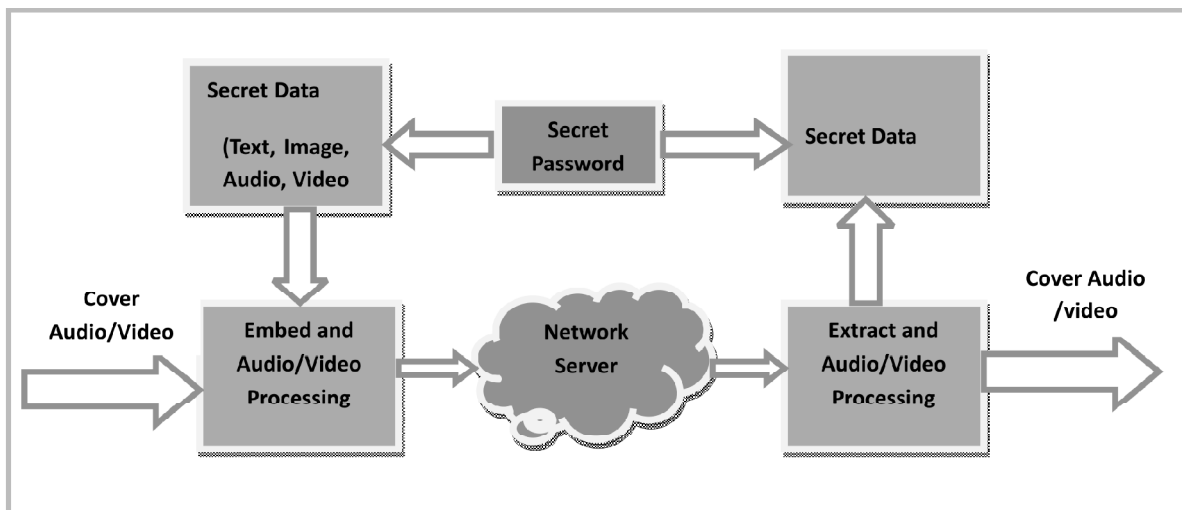 Secret Data
(Text, Image,
Audio, Video
Secret
Password
Secret Data
Cover
Audio/Video
Embed and
Audio/Video
Processing
Network
Server
Extract and
Audio/Video
Processing
Cover Audio
/video